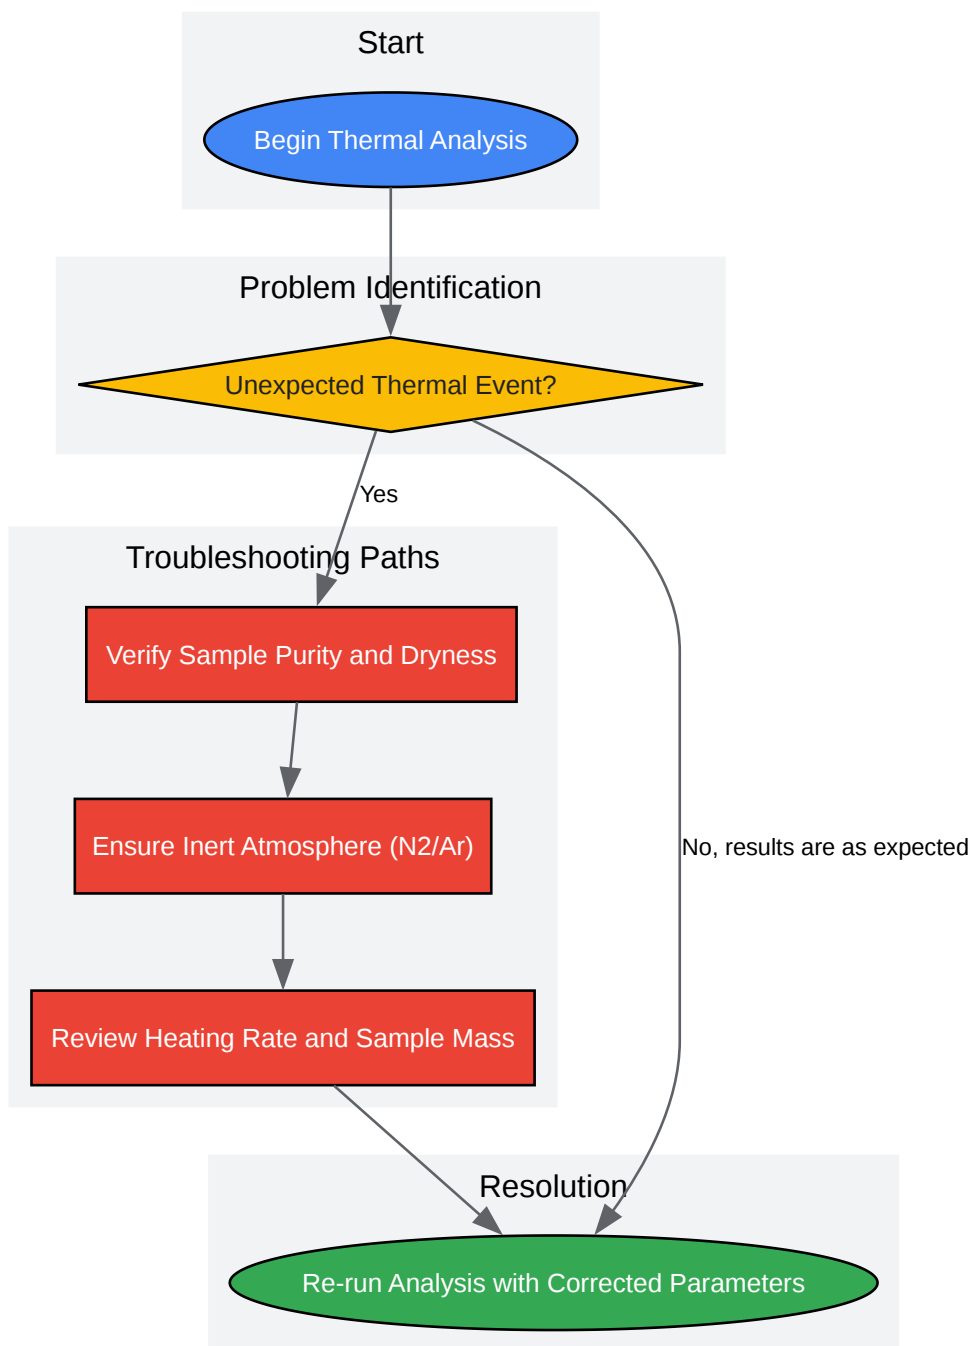 Start
Begin Thermal Analysis
Problem Identification
Unexpected Thermal Event?
Yes
Troubleshooting Paths
Verify Sample Purity and Dryness
Ensure Inert Atmosphere (N2/Ar)
No, results are as expected
Review Heating Rate and Sample Mass
Resolution
Re-run Analysis with Corrected Parameters